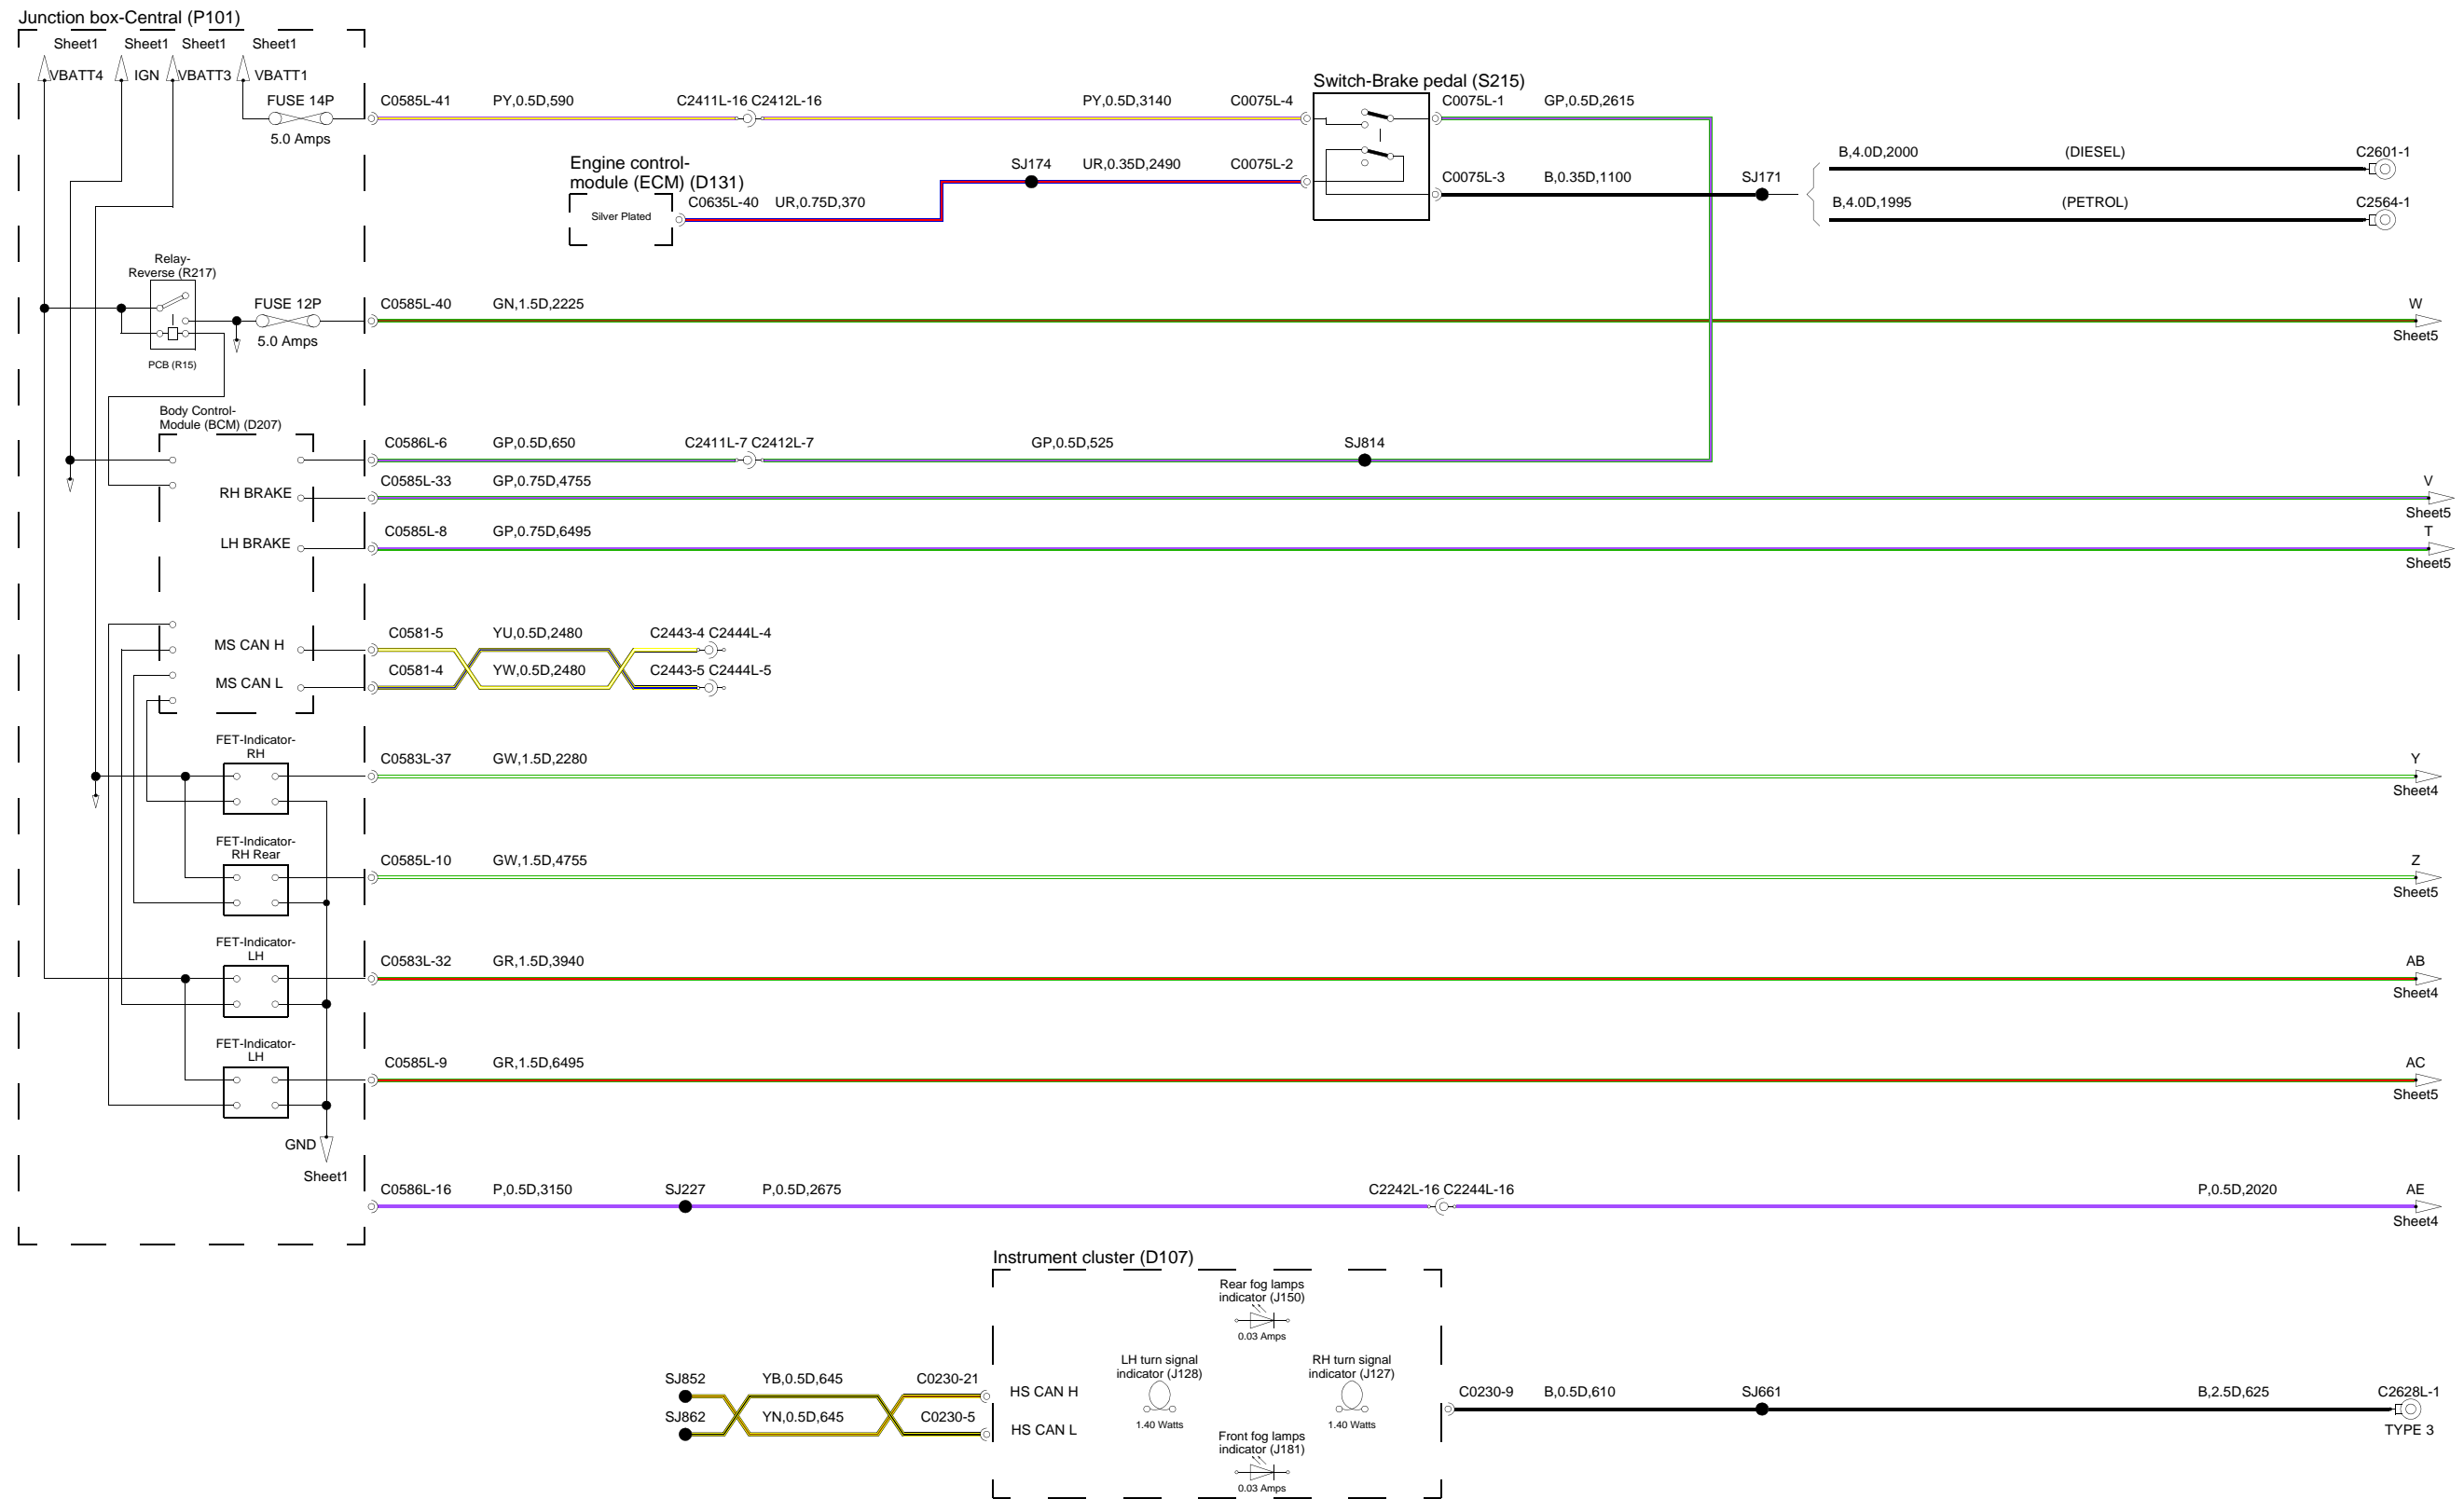 Junction box-Central (P101)
Sheet1 Sheet1 Sheet1 Sheet1
VBATT4 IGN VBATT3 VBATT1
FUSE 14P
5.0 Amps
C0585L-41 PY,0.5D,590 C2411L-16 C2412L-16 PY,0.5D,3140 C0075L-4
Switch-Brake pedal (S215)
C0075L-1 GP,0.5D,2615
Engine control-
module (ECM) (D131)
Silver Plated
C0635L-40 UR,0.75D,370
SJ174 UR,0.35D,2490 C0075L-2
C0075L-3 B,0.35D,1100 SJ171
B,4.0D,2000 (DIESEL) C2601-1
B,4.0D,1995 (PETROL) C2564-1
Relay-
Reverse (R217)
PCB (R15)
FUSE 12P
5.0 Amps
C0585L-40 GN,1.5D,2225 W
Sheet5
Body Control-
Module (BCM) (D207)
C0586L-6 GP,0.5D,650 C2411L-7 C2412L-7 GP,0.5D,525 SJ814
RH BRAKE C0585L-33 GP,0.75D,4755 V
Sheet5
LH BRAKE C0585L-8 GP,0.75D,6495 T
Sheet5
MS CAN H C0581-5 YU,0.5D,2480 C2443-4 C2444L-4
MS CAN L C0581-4 YW,0.5D,2480 C2443-5 C2444L-5
FET-Indicator-
RH
C0583L-37 GW,1.5D,2280 Y
Sheet4
FET-Indicator-
RH Rear
C0585L-10 GW,1.5D,4755 Z
Sheet5
FET-Indicator-
LH
C0583L-32 GR,1.5D,3940 AB
Sheet4
FET-Indicator-
LH
C0585L-9 GR,1.5D,6495 AC
Sheet5
GND
Sheet1
C0586L-16 P,0.5D,3150 SJ227 P,0.5D,2675 C2242L-16 C2244L-16 P,0.5D,2020 AE
Sheet4
Instrument cluster (D107)
Rear fog lamps
indicator (J150)
0.03 Amps
LH turn signal
indicator (J128)
1.40 Watts
RH turn signal
indicator (J127)
1.40 Watts
SJ852 YB,0.5D,645 C0230-21 HS CAN H
SJ862 YN,0.5D,645 C0230-5 HS CAN L
C0230-9 B,0.5D,610 SJ661 B,2.5D,625 C2628L-1
TYPE 3
Front fog lamps
indicator (J181)
0.03 Amps